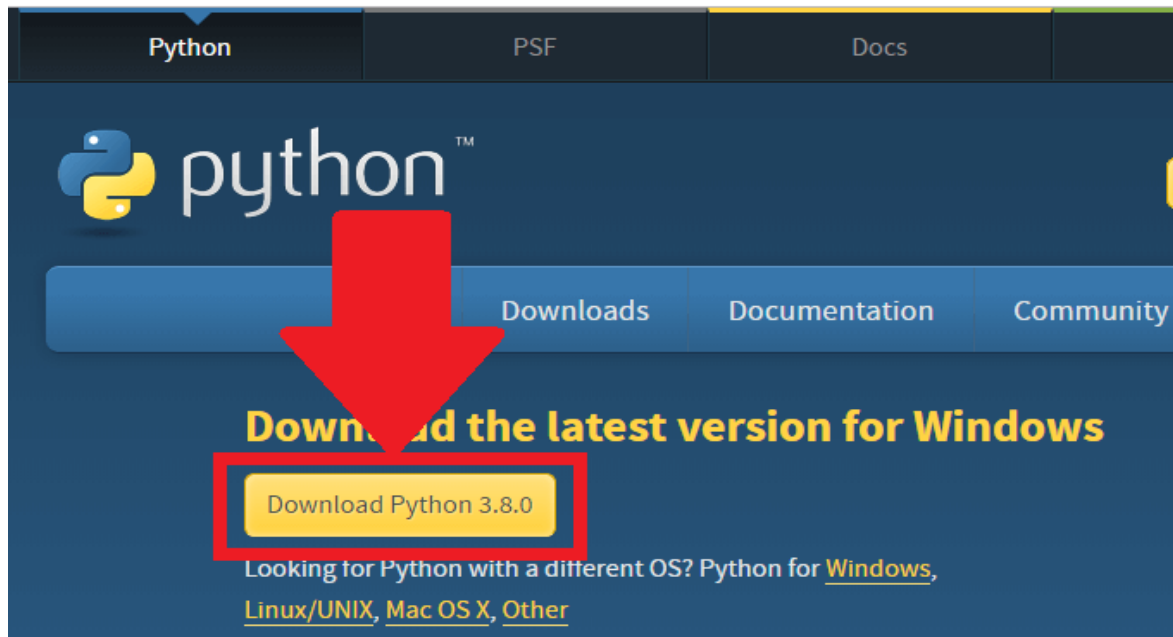 Python PSF Docs
python™
Downloads Documentation Community
Download the latest version for Windows
Download Python 3.8.0
Looking for Python with a different OS? Python for Windows,
Linux/UNIX, Mac OS X, Other